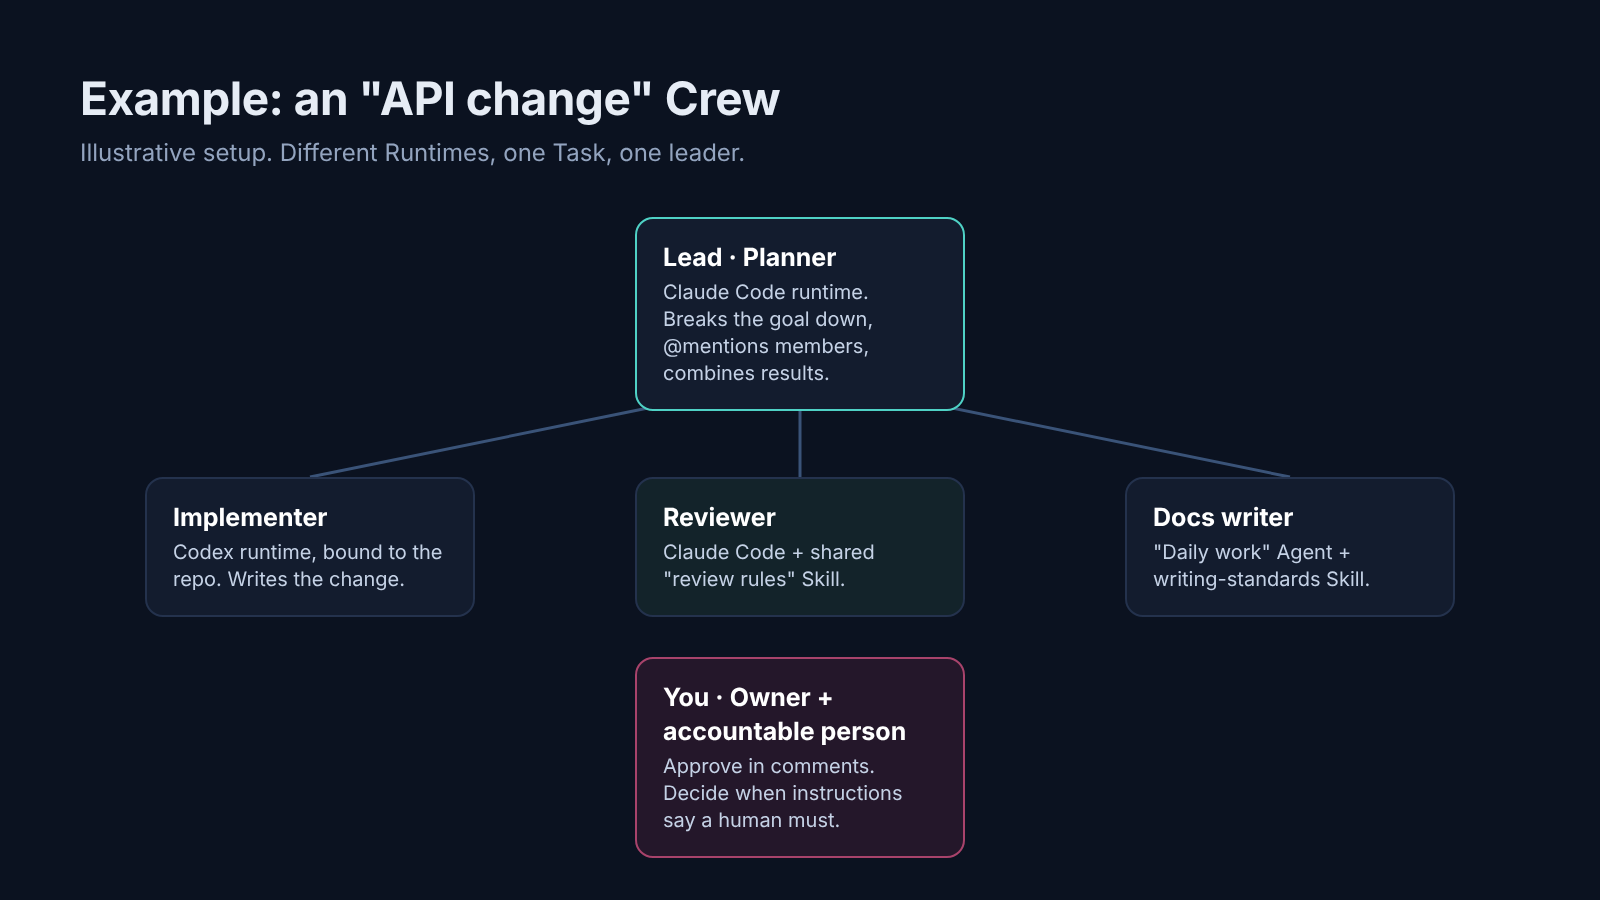 Example: an "API change" Crew
Illustrative setup. Different Runtimes, one Task, one leader.
Lead · Planner
Claude Code runtime.
Breaks the goal down,
@mentions members,
combines results.
Implementer
Codex runtime, bound to the
repo. Writes the change.
Reviewer
Claude Code + shared
"review rules" Skill.
Docs writer
"Daily work" Agent +
writing-standards Skill.
You · Owner +
accountable person
Approve in comments.
Decide when instructions
say a human must.